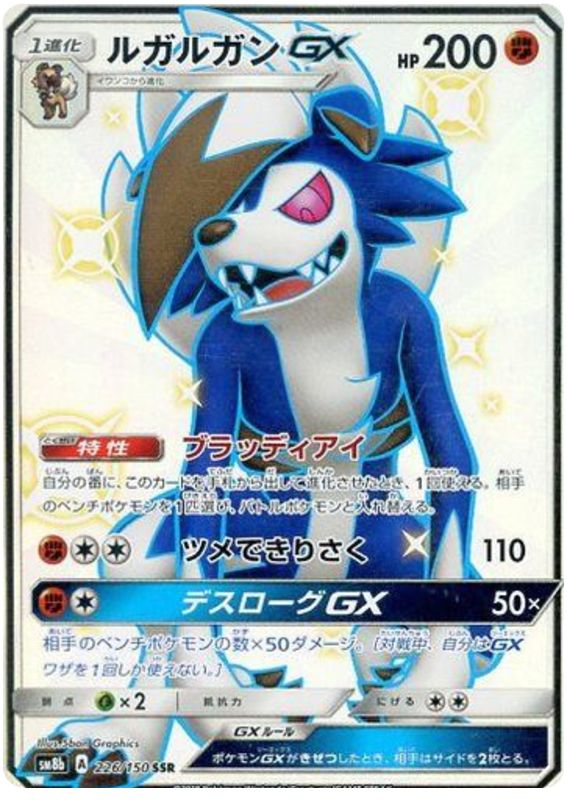 1進化 ルガルガンGX HP200
イワンコから進化
特性 ブラッディアイ
自分の番に、このカードを手札から出して進化させたとき、1回使える。相手
のベンチポケモンを1匹選び、バトルポケモンと入れ替える。
ツメできりさく 110
デスローグGX 50×
相手のベンチポケモンの数×50ダメージ。[対戦中、自分はGX
ワザを1回しか使えない。]
弱点 ×2 抵抗力 にげる
Illus.5ban Graphics
GXルール
SM8b A 226/150 SSR
ポケモンGXがきぜつしたとき、相手はサイドを2枚とる。